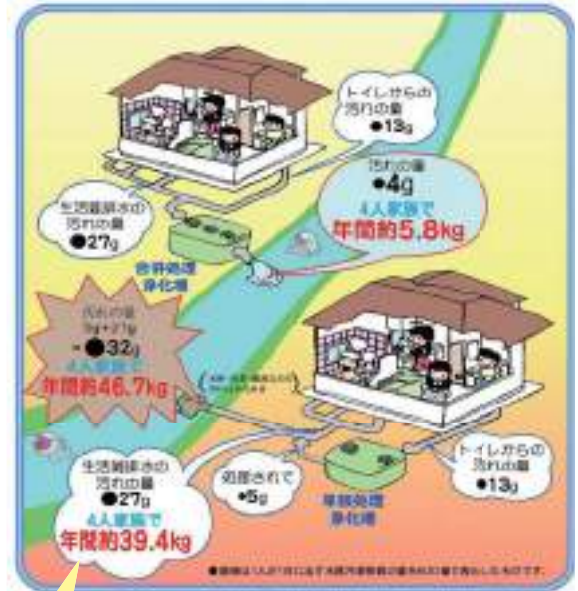 トイレからの
汚れの量
●13g
汚れの量
●4g
4人家族で
年間約5.8kg
生活雑排水の
汚れの量
●27g
合併処理
浄化槽
汚れの量
5g+27g
=●32g
4人家族で
年間約46.7kg
生活雑排水の
汚れの量
●27g
4人家族で
年間約39.4kg
処理されて
●5g
単独処理
浄化槽
トイレからの
汚れの量
●13g